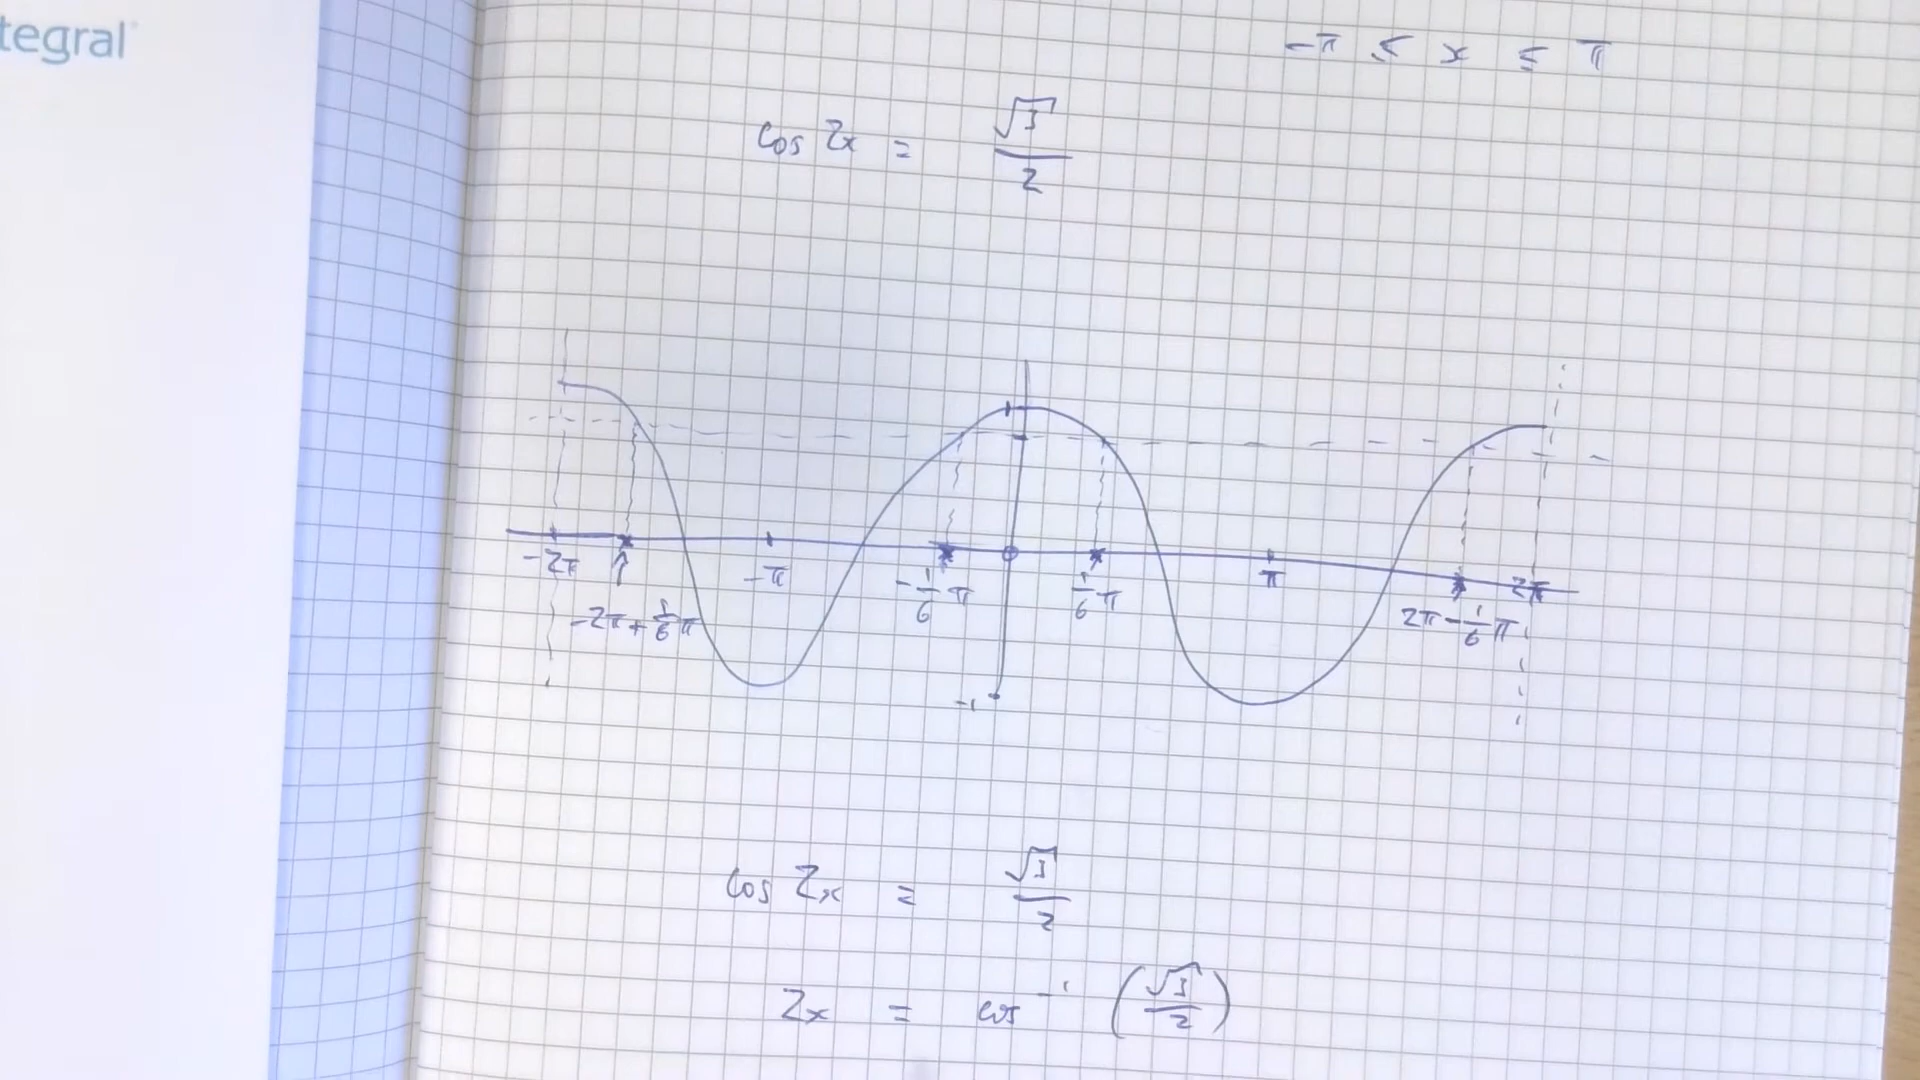 tegral
-π ≤ x ≤ π
cos 2x = √3/2
-2π -π -1/6 π 1/6 π π 2π
-2π + 1/6 π 2π - 1/6 π
-1
cos 2x = √3/2
2x = cos⁻¹ (√3/2)